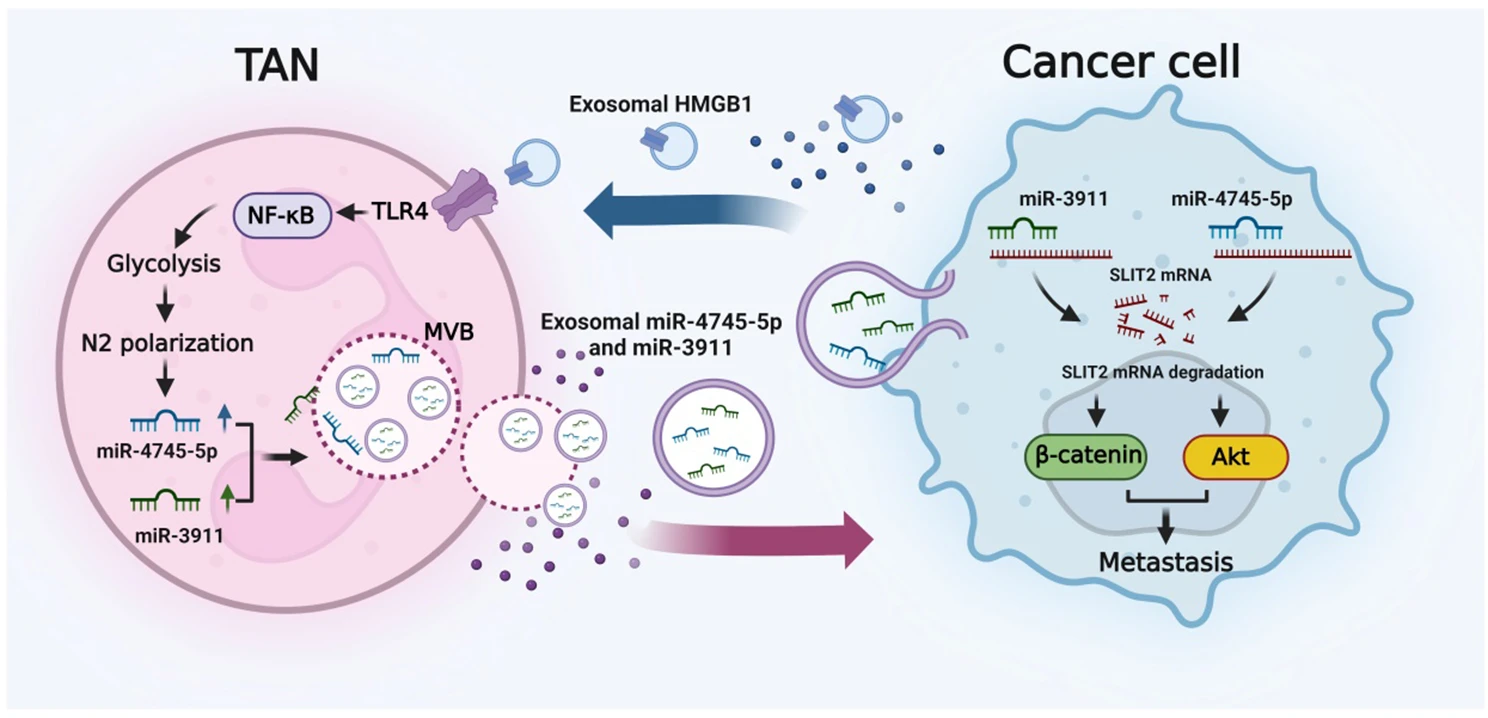 TAN
Cancer cell
Exosomal HMGB1
NF-κB
TLR4
Glycolysis
N2 polarization
MVB
miR-4745-5p
miR-3911
Exosomal miR-4745-5p
and miR-3911
miR-3911
miR-4745-5p
SLIT2 mRNA
SLIT2 mRNA degradation
β-catenin
Akt
Metastasis